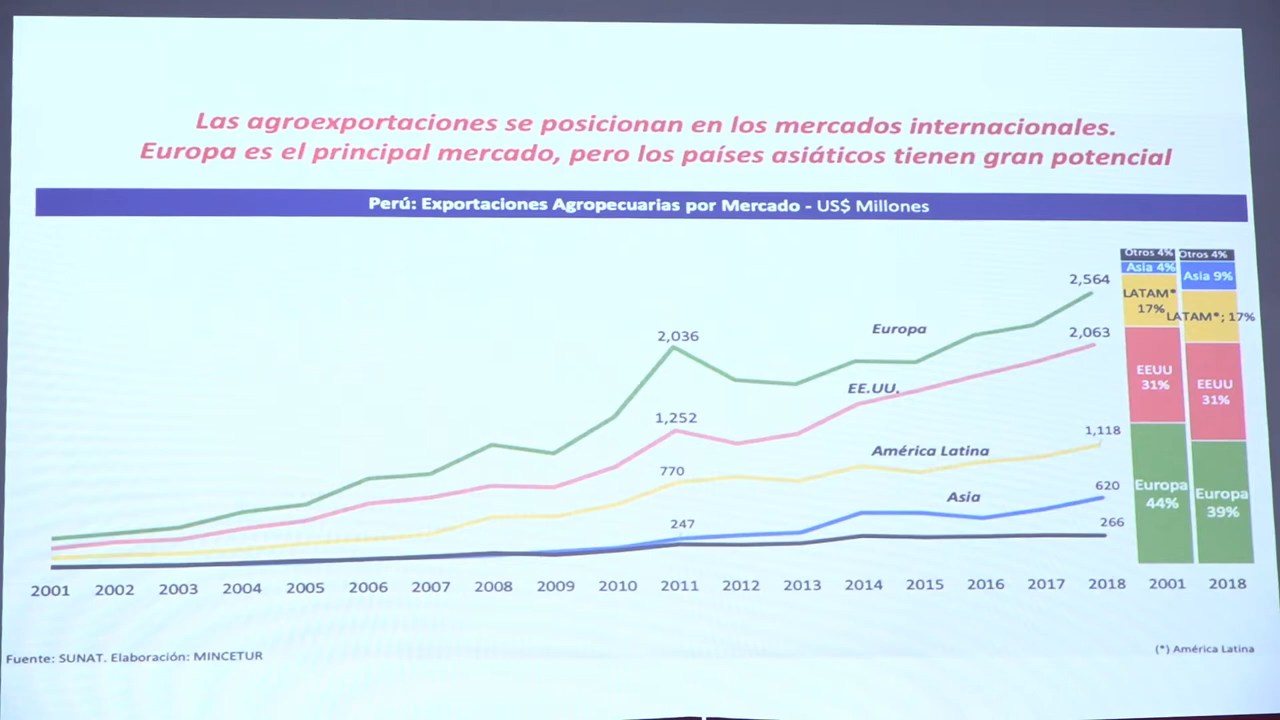 Las agroexportaciones se posicionan en los mercados internacionales.
Europa es el principal mercado, pero los países asiáticos tienen gran potencial
Perú: Exportaciones Agropecuarias por Mercado - US$ Millones
2,564
2,063
1,118
620
266
2,036
1,252
770
247
Europa
EE.UU.
América Latina
Asia
Otros 4%
Asia 4%
LATAM*
17%
EEUU
31%
Europa
44%
Otros 4%
Asia 9%
LATAM*; 17%
EEUU
31%
Europa
39%
2001 2002 2003 2004 2005 2006 2007 2008 2009 2010 2011 2012 2013 2014 2015 2016 2017 2018 2001 2018
Fuente: SUNAT. Elaboración: MINCETUR
(*) América Latina